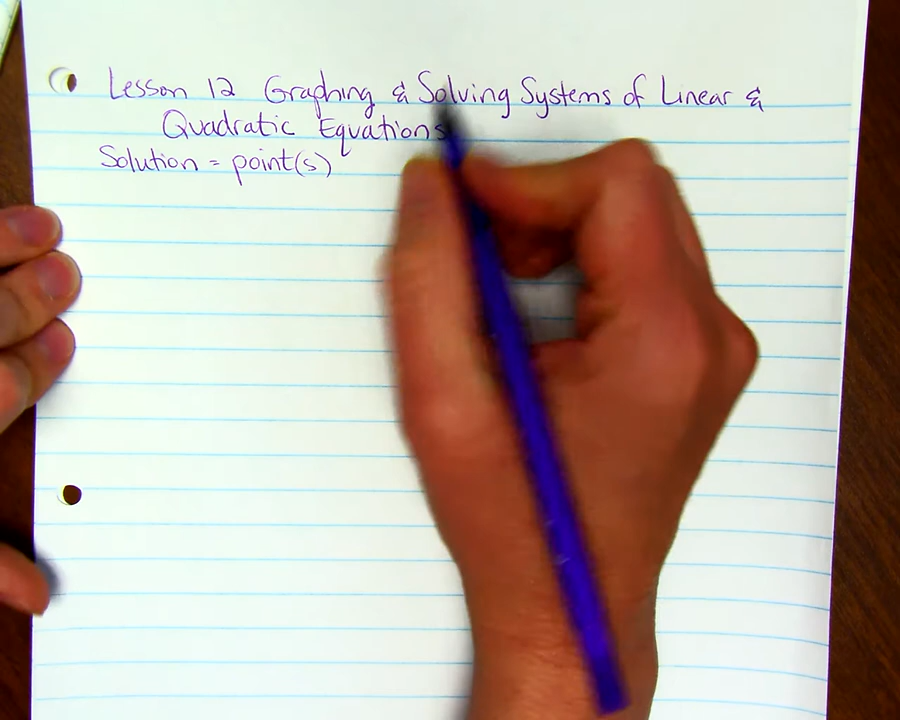 Lesson 12 Graphing & Solving Systems of Linear &
Quadratic Equations
Solution = point(s)